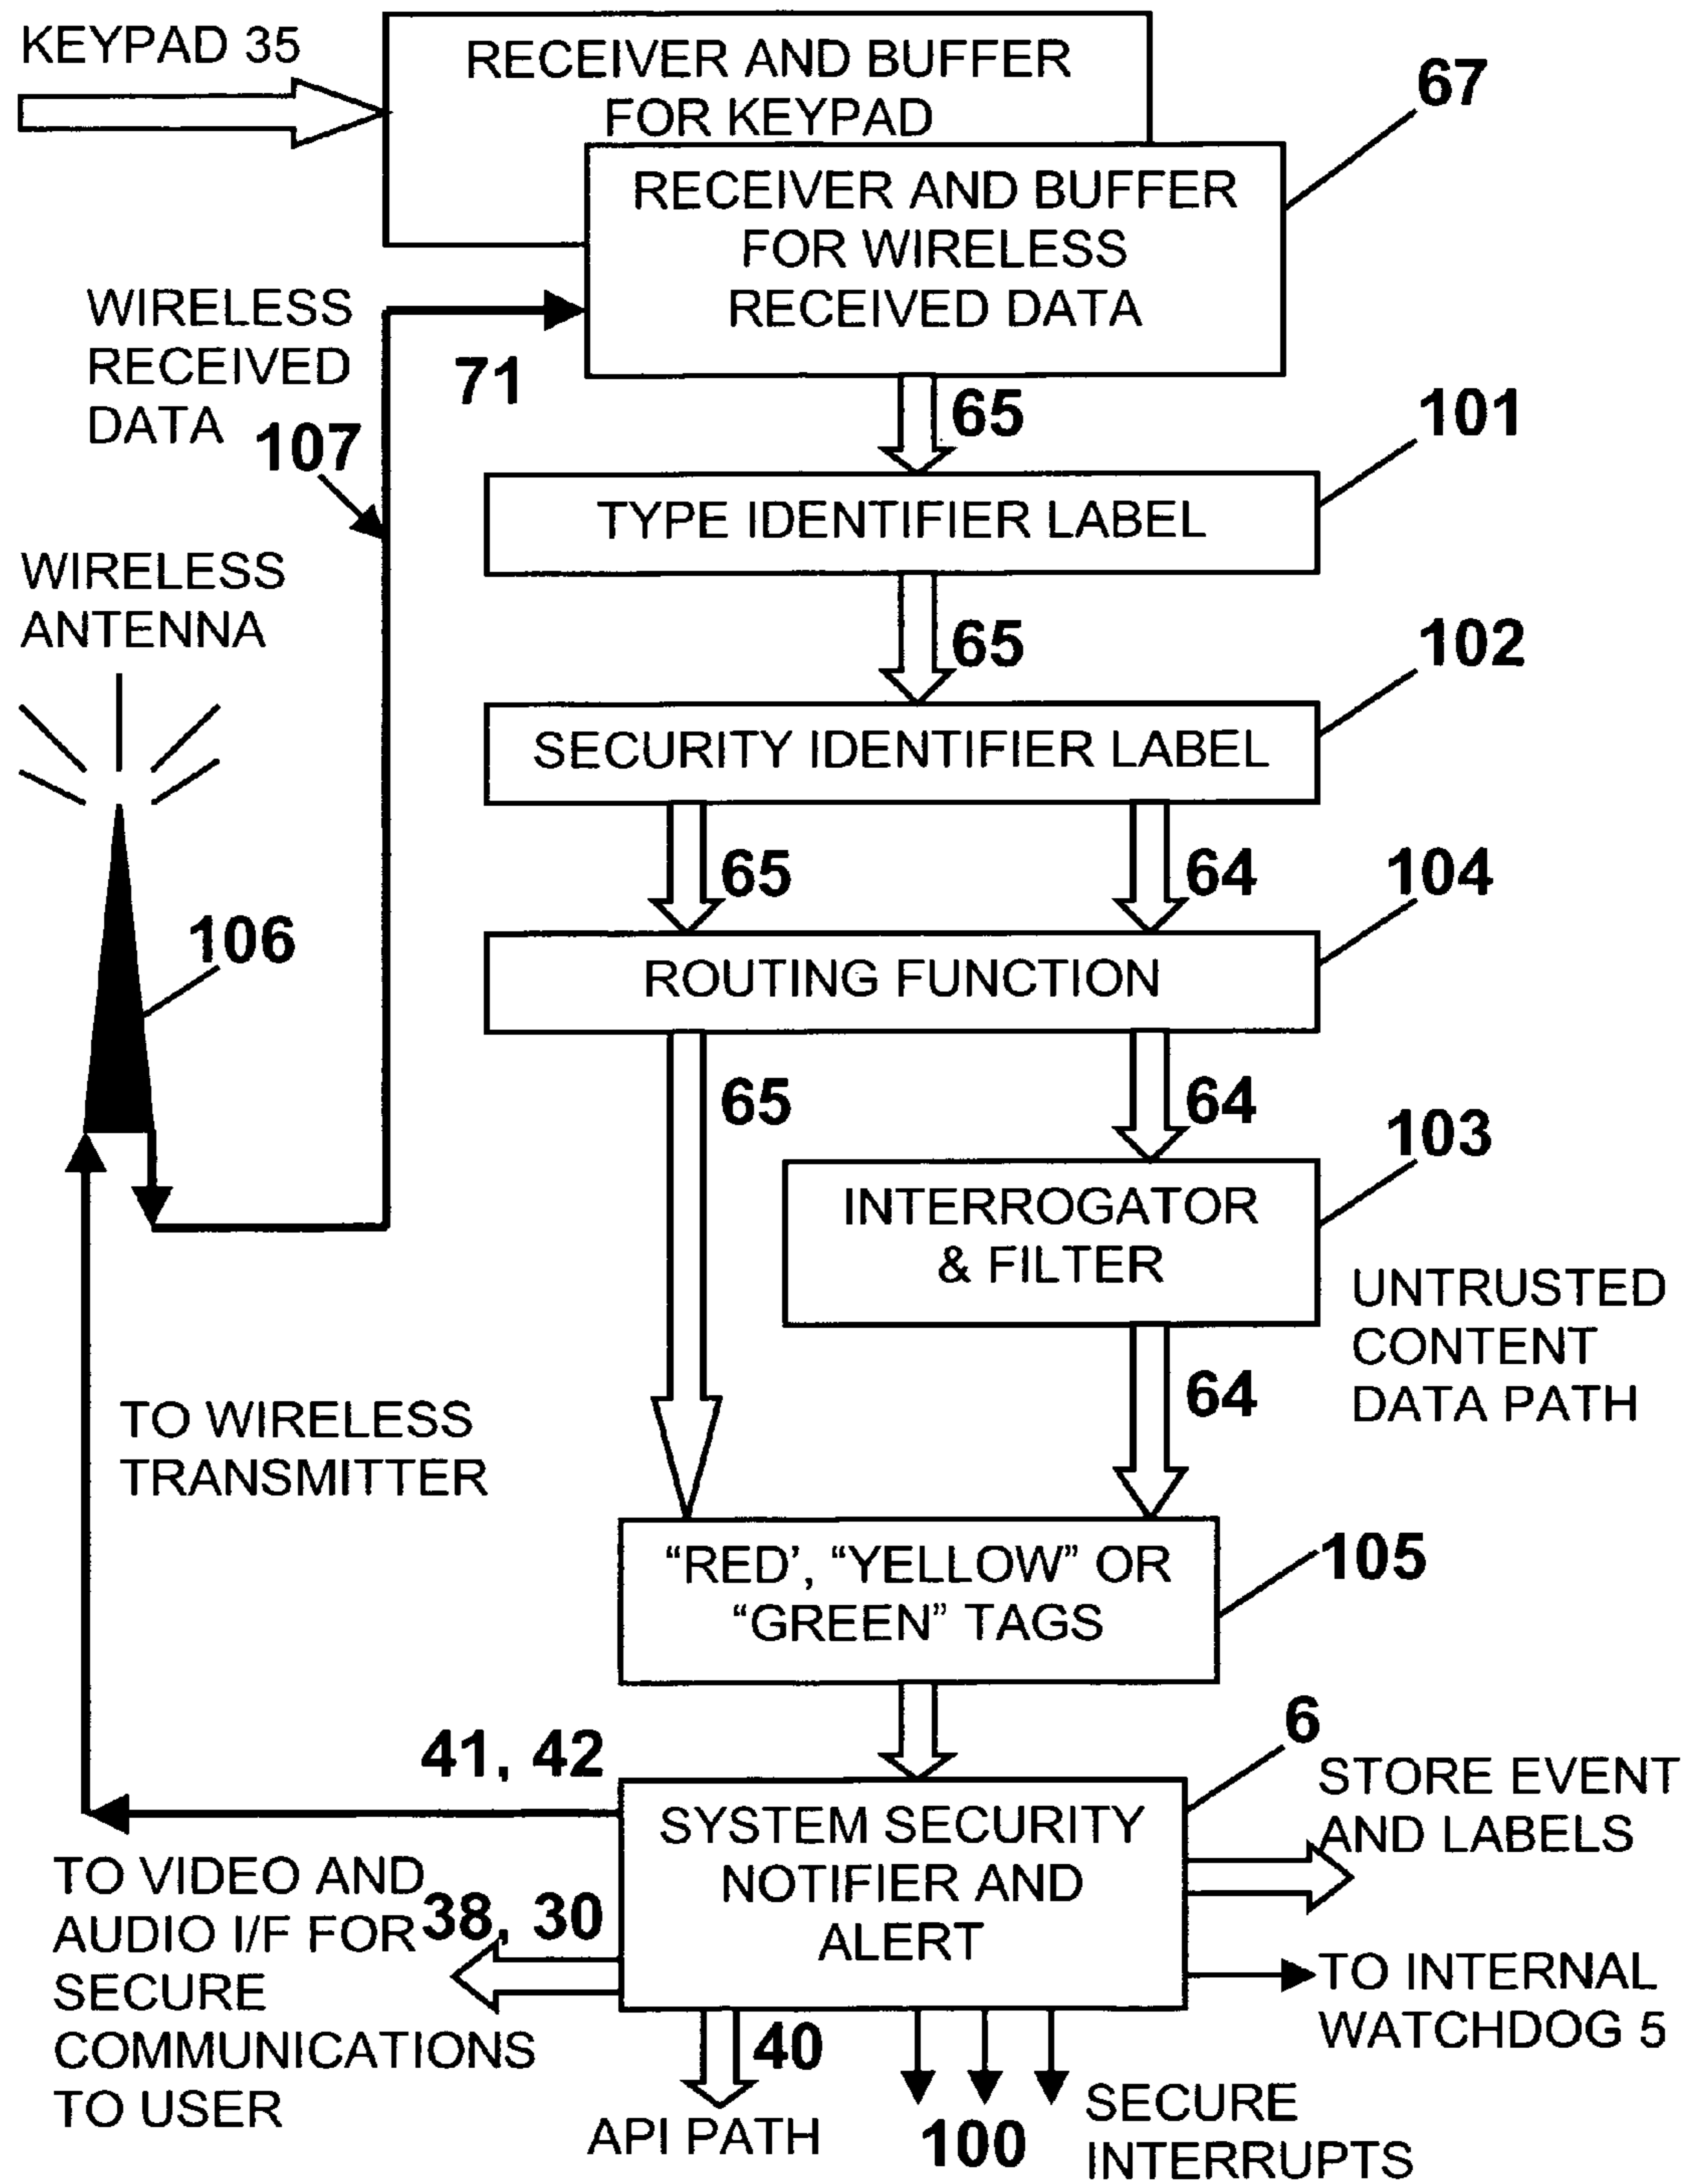 KEYPAD 35
RECEIVER AND BUFFER
FOR KEYPAD
67
RECEIVER AND BUFFER
FOR WIRELESS
RECEIVED DATA
WIRELESS
RECEIVED
DATA
71
107
65
101
TYPE IDENTIFIER LABEL
WIRELESS
ANTENNA
65
102
SECURITY IDENTIFIER LABEL
65
64
104
106
ROUTING FUNCTION
65
64
103
INTERROGATOR
& FILTER
UNTRUSTED
CONTENT
DATA PATH
64
TO WIRELESS
TRANSMITTER
“RED’, “YELLOW” OR
“GREEN” TAGS
105
41, 42
6
SYSTEM SECURITY
NOTIFIER AND
ALERT
STORE EVENT
AND LABELS
TO VIDEO AND
AUDIO I/F FOR
SECURE
COMMUNICATIONS
TO USER
38, 30
TO INTERNAL
WATCHDOG 5
40
API PATH
100
SECURE
INTERRUPTS